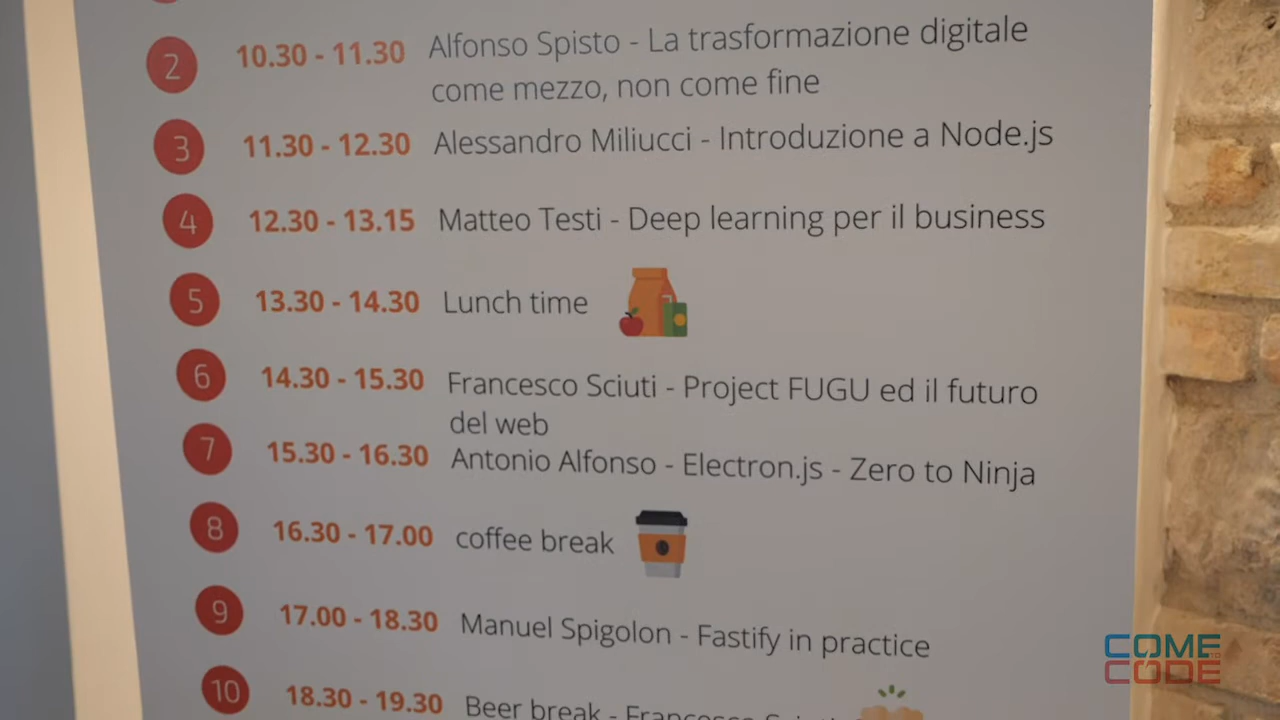 2 10.30 - 11.30 Alfonso Spisto - La trasformazione digitale
come mezzo, non come fine
3 11.30 - 12.30 Alessandro Miliucci - Introduzione a Node.js
4 12.30 - 13.15 Matteo Testi - Deep learning per il business
5 13.30 - 14.30 Lunch time
6 14.30 - 15.30 Francesco Sciuti - Project FUGU ed il futuro
del web
7 15.30 - 16.30 Antonio Alfonso - Electron.js - Zero to Ninja
8 16.30 - 17.00 coffee break
9 17.00 - 18.30 Manuel Spigolon - Fastify in practice
10 18.30 - 19.30 Beer break - Francesco
COME
CODE